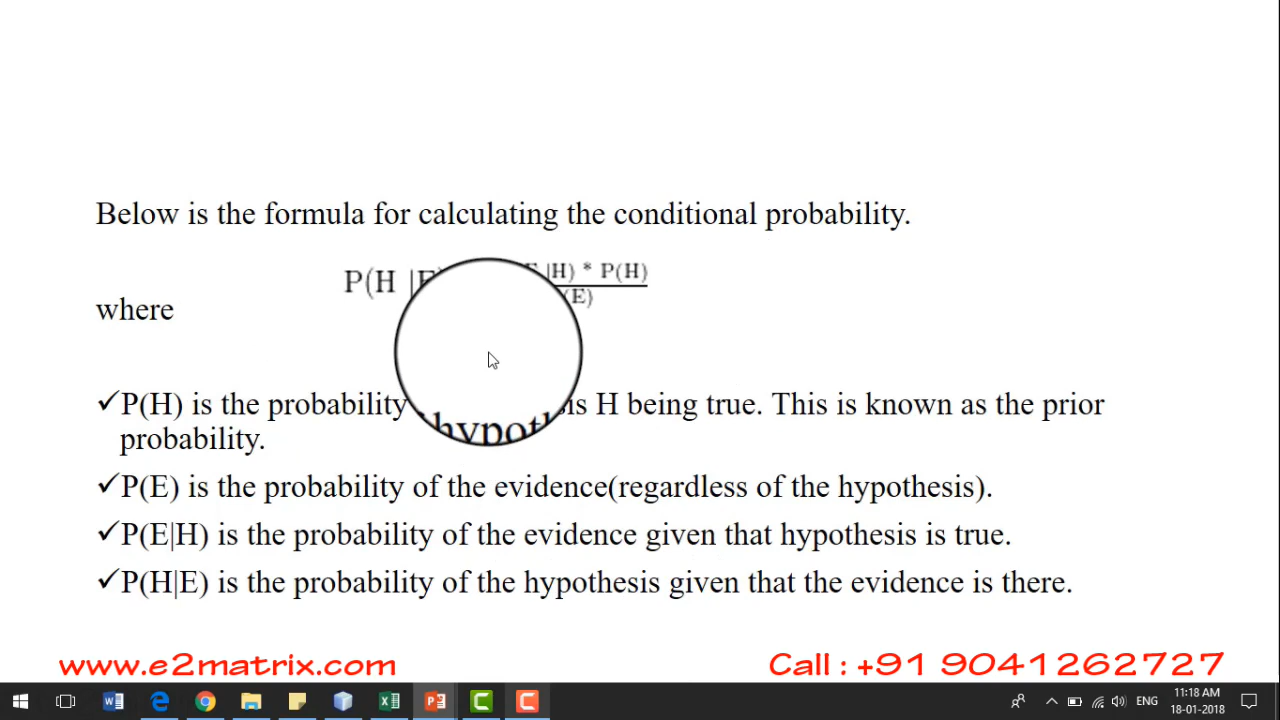 Below is the formula for calculating the conditional probability.
P(H |E) |H) * P(H)
(E)
where
✓P(H) is the probability is H being true. This is known as the prior
hypoth
probability.
✓P(E) is the probability of the evidence(regardless of the hypothesis).
✓P(E|H) is the probability of the evidence given that hypothesis is true.
✓P(H|E) is the probability of the hypothesis given that the evidence is there.
www.e2matrix.com Call : +91 9041262727
ENG 11:18 AM
18-01-2018